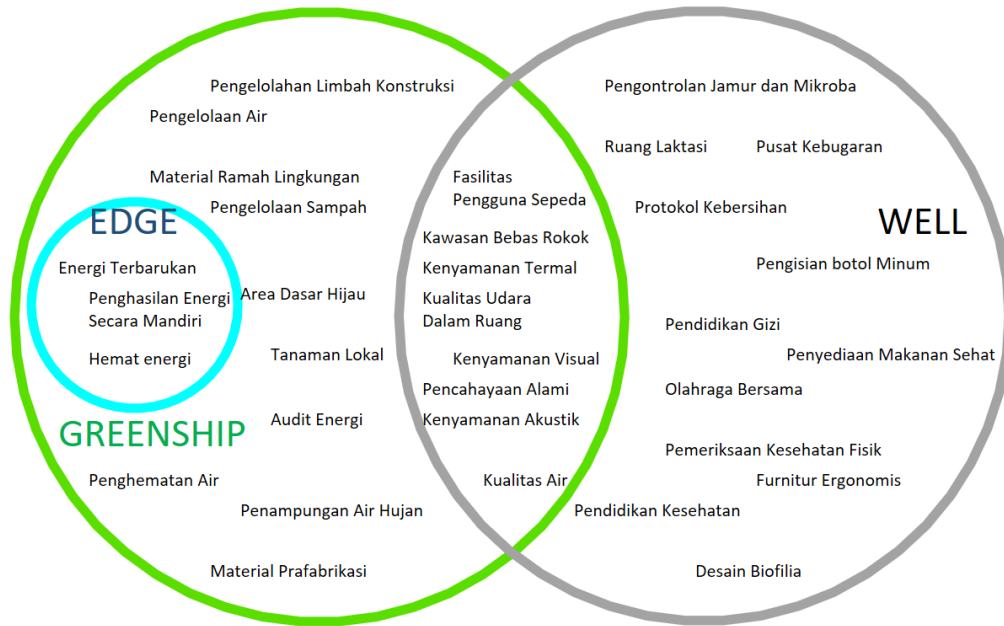 Pengelolahan Limbah Konstruksi
Pengelolaan Air
Material Ramah Lingkungan
Pengelolaan Sampah
EDGE
Energi Terbarukan
Penghasilan Energi
Secara Mandiri
Hemat energi
Area Dasar Hijau
Tanaman Lokal
Audit Energi
GREENSHIP
Penghematan Air
Penampungan Air Hujan
Material Prafabrikasi
Fasilitas
Pengguna Sepeda
Kawasan Bebas Rokok
Kenyamanan Termal
Kualitas Udara
Dalam Ruang
Kenyamanan Visual
Pencahayaan Alami
Kenyamanan Akustik
Kualitas Air
Pengontrolan Jamur dan Mikroba
Ruang Laktasi
Pusat Kebugaran
Protokol Kebersihan
WELL
Pengisian botol Minum
Pendidikan Gizi
Penyediaan Makanan Sehat
Olahraga Bersama
Pemeriksaan Kesehatan Fisik
Furnitur Ergonomis
Pendidikan Kesehatan
Desain Biofilia